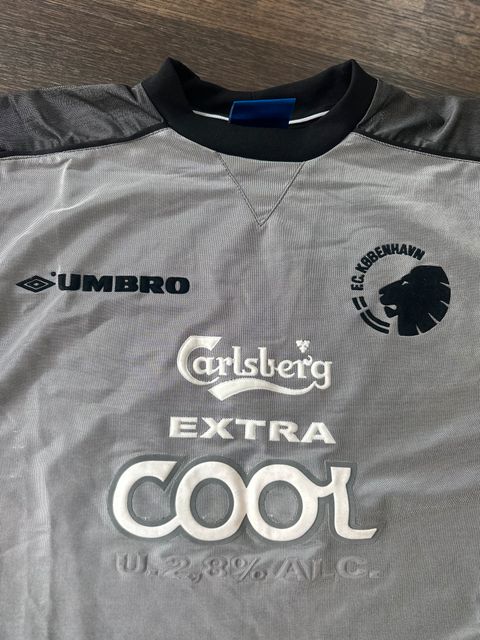 F.C. KØBENHAVN
UMBRO
Carlsberg
EXTRA
COOL
U. 2,8% ALC.